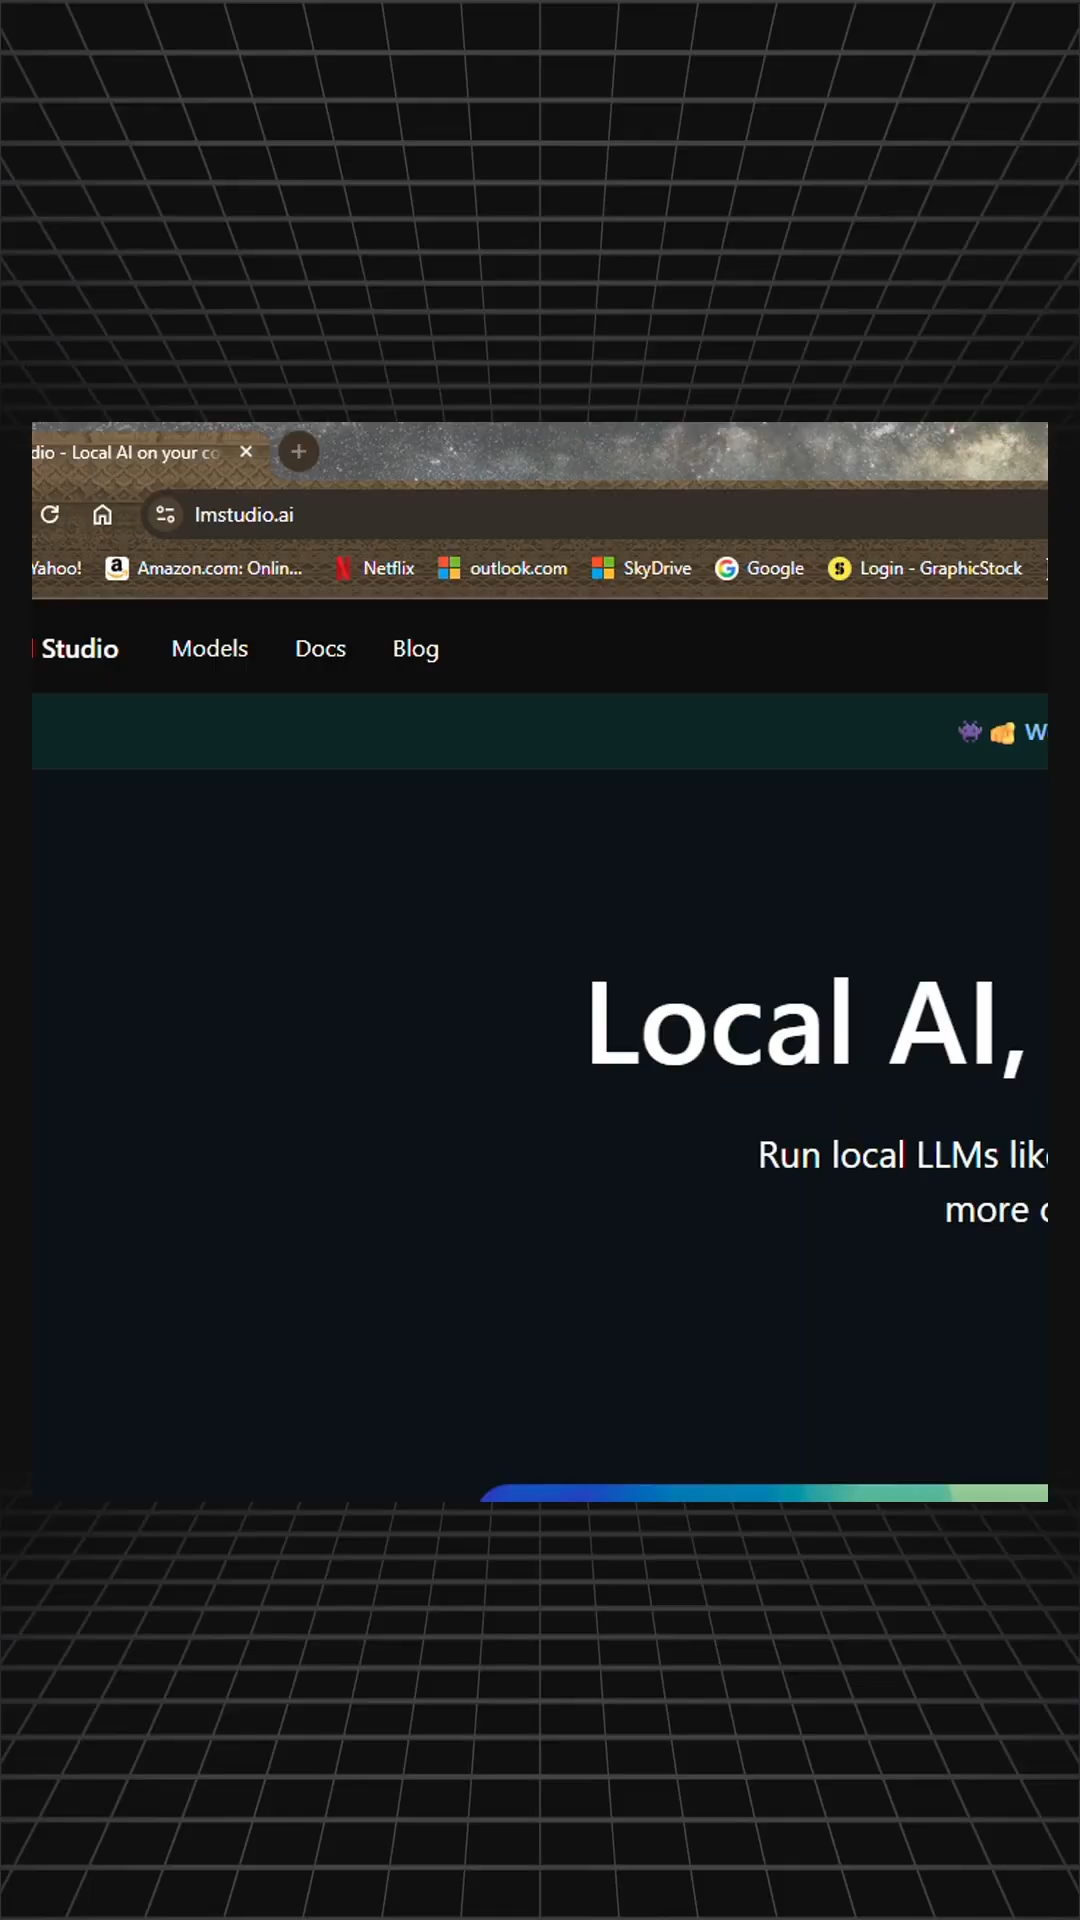 dio - Local AI on your co
lmstudio.ai
Yahoo! Amazon.com: Onlin... Netflix outlook.com SkyDrive Google Login - GraphicStock
Studio Models Docs Blog
W
Local AI,
Run local LLMs lik
more